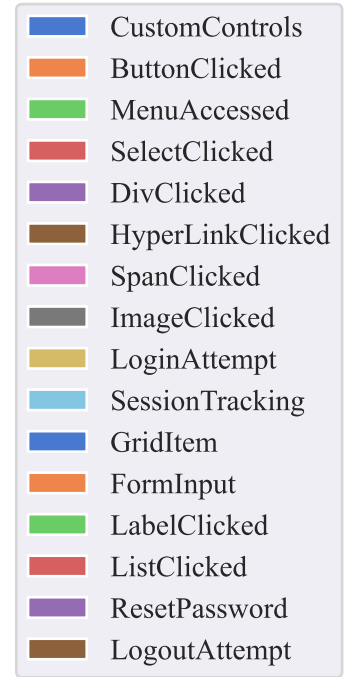 CustomControls
ButtonClicked
MenuAccessed
SelectClicked
DivClicked
HyperLinkClicked
SpanClicked
ImageClicked
LoginAttempt
SessionTracking
GridItem
FormInput
LabelClicked
ListClicked
ResetPassword
LogoutAttempt